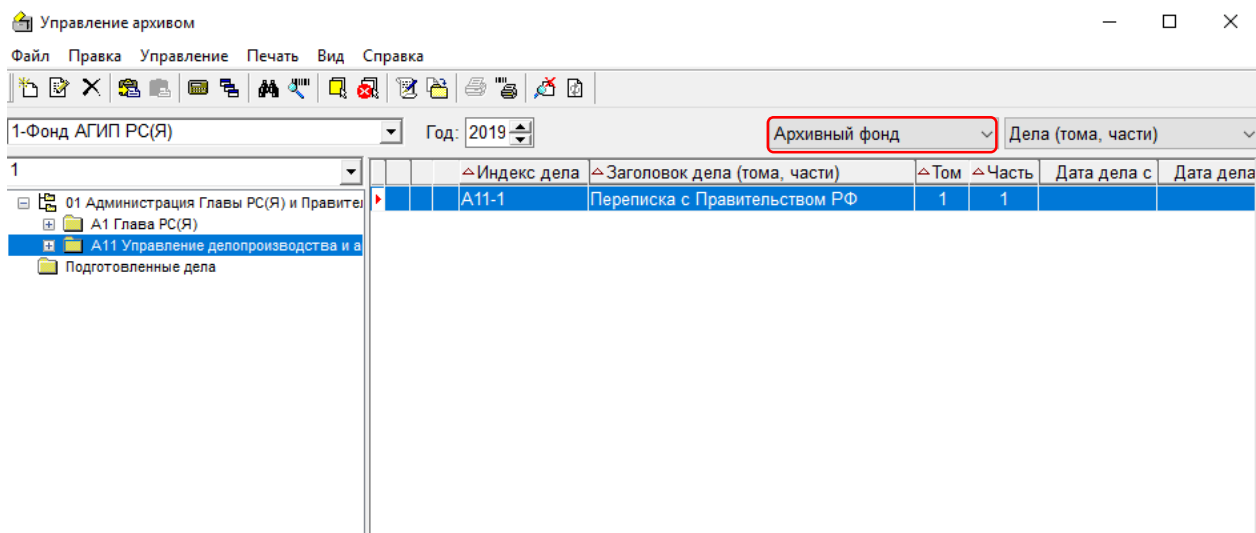 Управление архивом
Файл Правка Управление Печать Вид Справка
1-Фонд АГИП РС(Я) Год: 2019 Архивный фонд Дела (тома, части)
1
Индекс дела Заголовок дела (тома, части) Том Часть Дата дела с Дата дела
А11-1 Переписка с Правительством РФ 1 1
01 Администрация Главы РС(Я) и Правител
А1 Глава РС(Я)
А11 Управление делопроизводства и а
Подготовленные дела